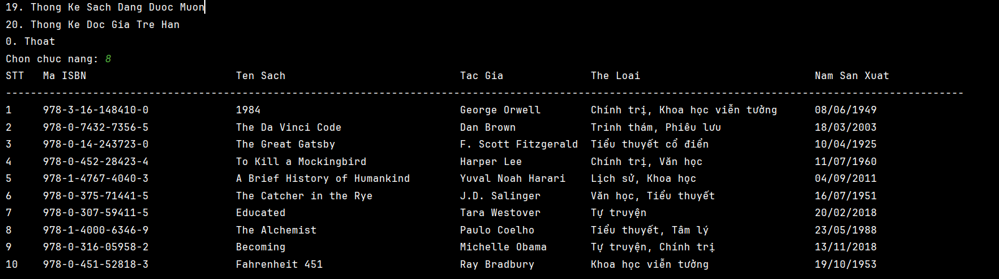 19. Thong Ke Sach Dang Duoc Muon
20. Thong Ke Doc Gia Tre Han
0. Thoat
Chon chuc nang: 8
STT Ma ISBN Ten Sach Tac Gia The Loai Nam San Xuat
----------------------------------------------------------------------------------------------------------------------------------------------------------
1 978-3-16-148410-0 1984 George Orwell Chính trị, Khoa học viễn tưởng 08/06/1949
2 978-0-7432-7356-5 The Da Vinci Code Dan Brown Trinh thám, Phiêu lưu 18/03/2003
3 978-0-14-243723-0 The Great Gatsby F. Scott Fitzgerald Tiểu thuyết cổ điển 10/04/1925
4 978-0-452-28423-4 To Kill a Mockingbird Harper Lee Chính trị, Văn học 11/07/1960
5 978-1-4767-4040-3 A Brief History of Humankind Yuval Noah Harari Lịch sử, Khoa học 04/09/2011
6 978-0-375-71441-5 The Catcher in the Rye J.D. Salinger Văn học, Tiểu thuyết 16/07/1951
7 978-0-307-59411-5 Educated Tara Westover Tự truyện 20/02/2018
8 978-1-4000-6346-9 The Alchemist Paulo Coelho Tiểu thuyết, Tâm lý 23/05/1988
9 978-0-316-05958-2 Becoming Michelle Obama Tự truyện, Chính trị 13/11/2018
10 978-0-451-52818-3 Fahrenheit 451 Ray Bradbury Khoa học viễn tưởng 19/10/1953